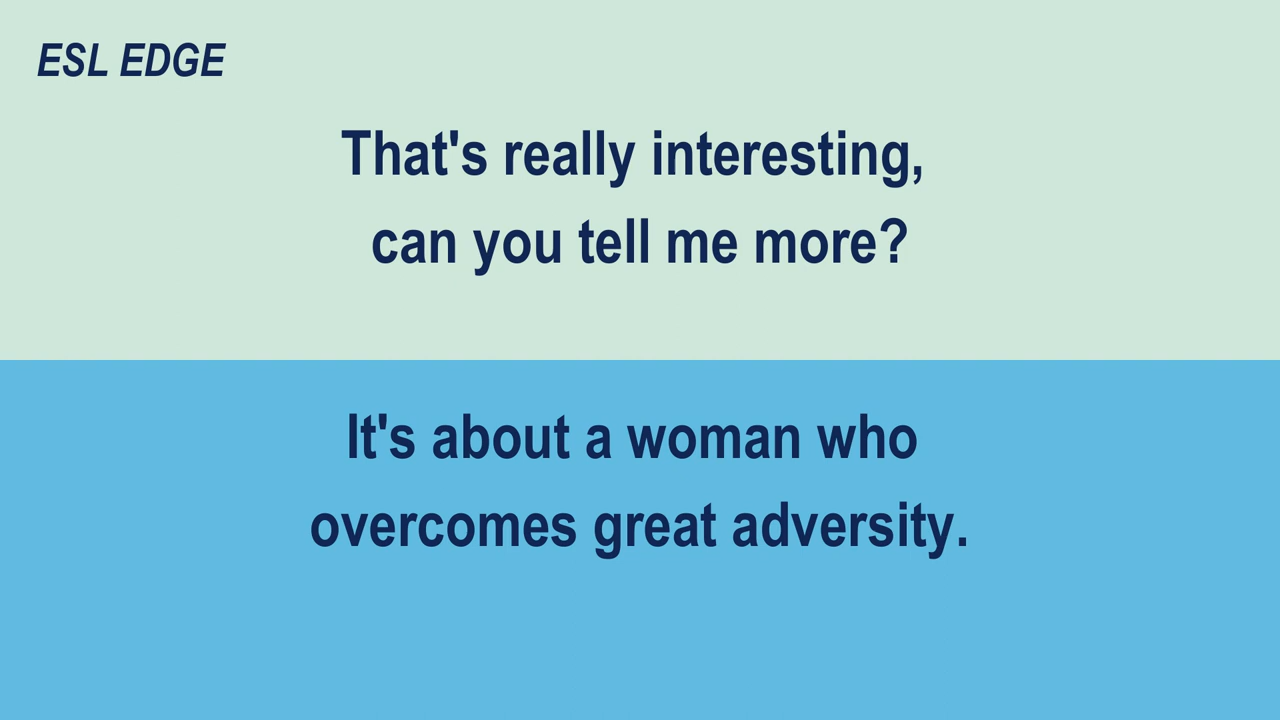 ESL EDGE
That's really interesting,
can you tell me more?
It's about a woman who
overcomes great adversity.